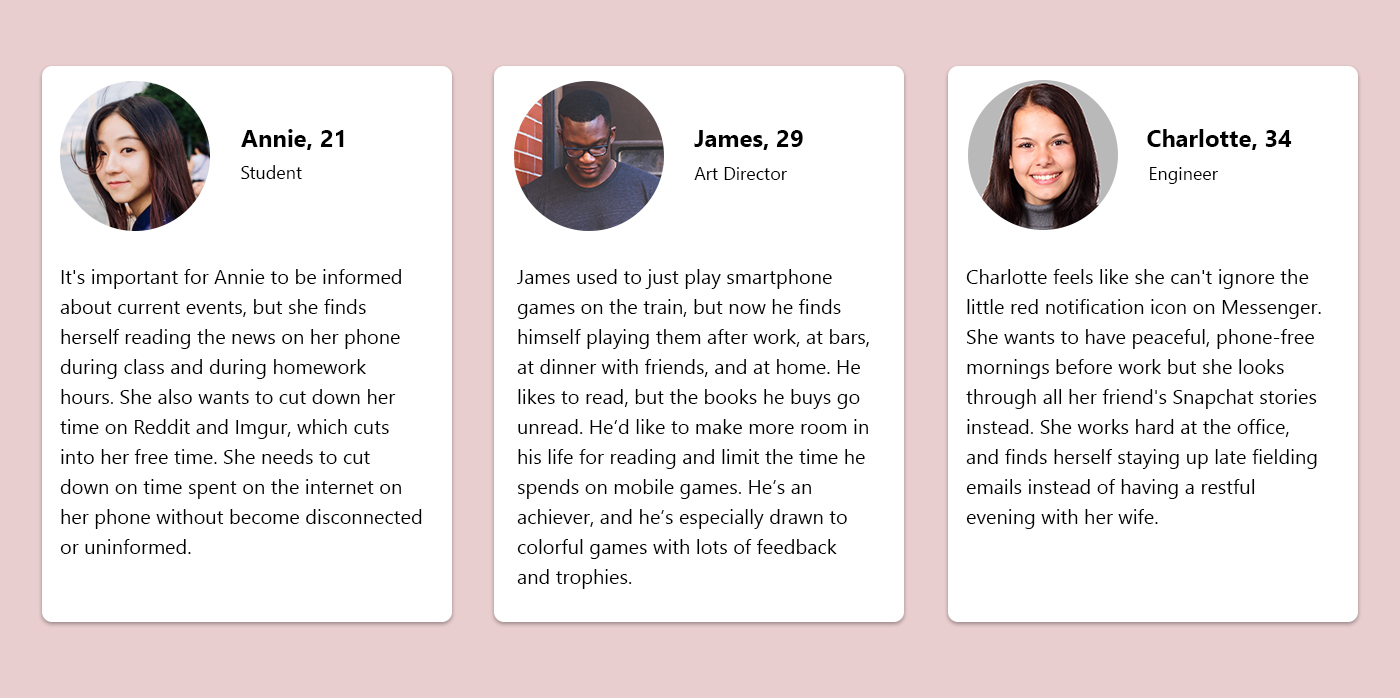 Annie, 21
Student
It's important for Annie to be informed
about current events, but she finds
herself reading the news on her phone
during class and during homework
hours. She also wants to cut down her
time on Reddit and Imgur, which cuts
into her free time. She needs to cut
down on time spent on the internet on
her phone without become disconnected
or uninformed.
James, 29
Art Director
James used to just play smartphone
games on the train, but now he finds
himself playing them after work, at bars,
at dinner with friends, and at home. He
likes to read, but the books he buys go
unread. He’d like to make more room in
his life for reading and limit the time he
spends on mobile games. He’s an
achiever, and he’s especially drawn to
colorful games with lots of feedback
and trophies.
Charlotte, 34
Engineer
Charlotte feels like she can't ignore the
little red notification icon on Messenger.
She wants to have peaceful, phone-free
mornings before work but she looks
through all her friend's Snapchat stories
instead. She works hard at the office,
and finds herself staying up late fielding
emails instead of having a restful
evening with her wife.